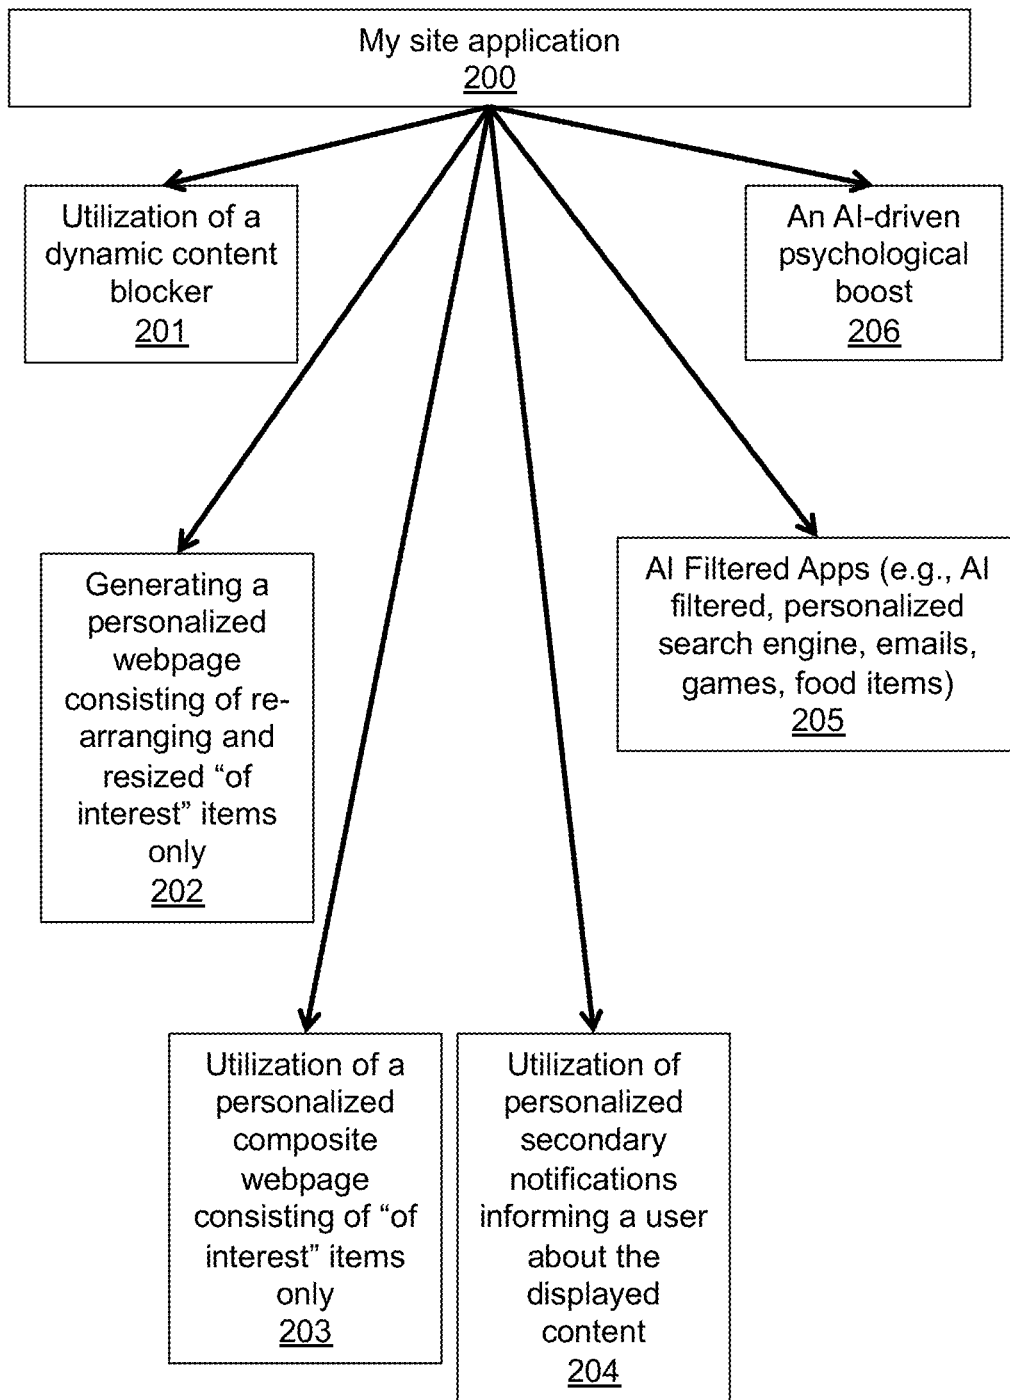 My site application
200
Utilization of a
dynamic content
blocker
201
An AI-driven
psychological
boost
206
Generating a
personalized
webpage
consisting of re-
arranging and
resized “of
interest” items
only
202
AI Filtered Apps (e.g., AI
filtered, personalized
search engine, emails,
games, food items)
205
Utilization of a
personalized
composite
webpage
consisting of “of
interest” items
only
203
Utilization of
personalized
secondary
notifications
informing a user
about the
displayed
content
204